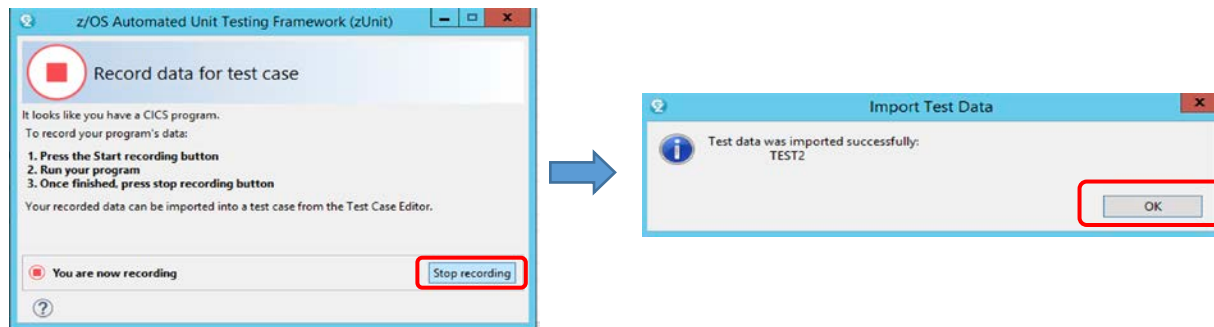 z/OS Automated Unit Testing Framework (zUnit)
Record data for test case
It looks like you have a CICS program.
To record your program's data:
1. Press the Start recording button
2. Run your program
3. Once finished, press stop recording button
Your recorded data can be imported into a test case from the Test Case Editor.
You are now recording
Stop recording
Import Test Data
Test data was imported successfully:
TEST2
OK